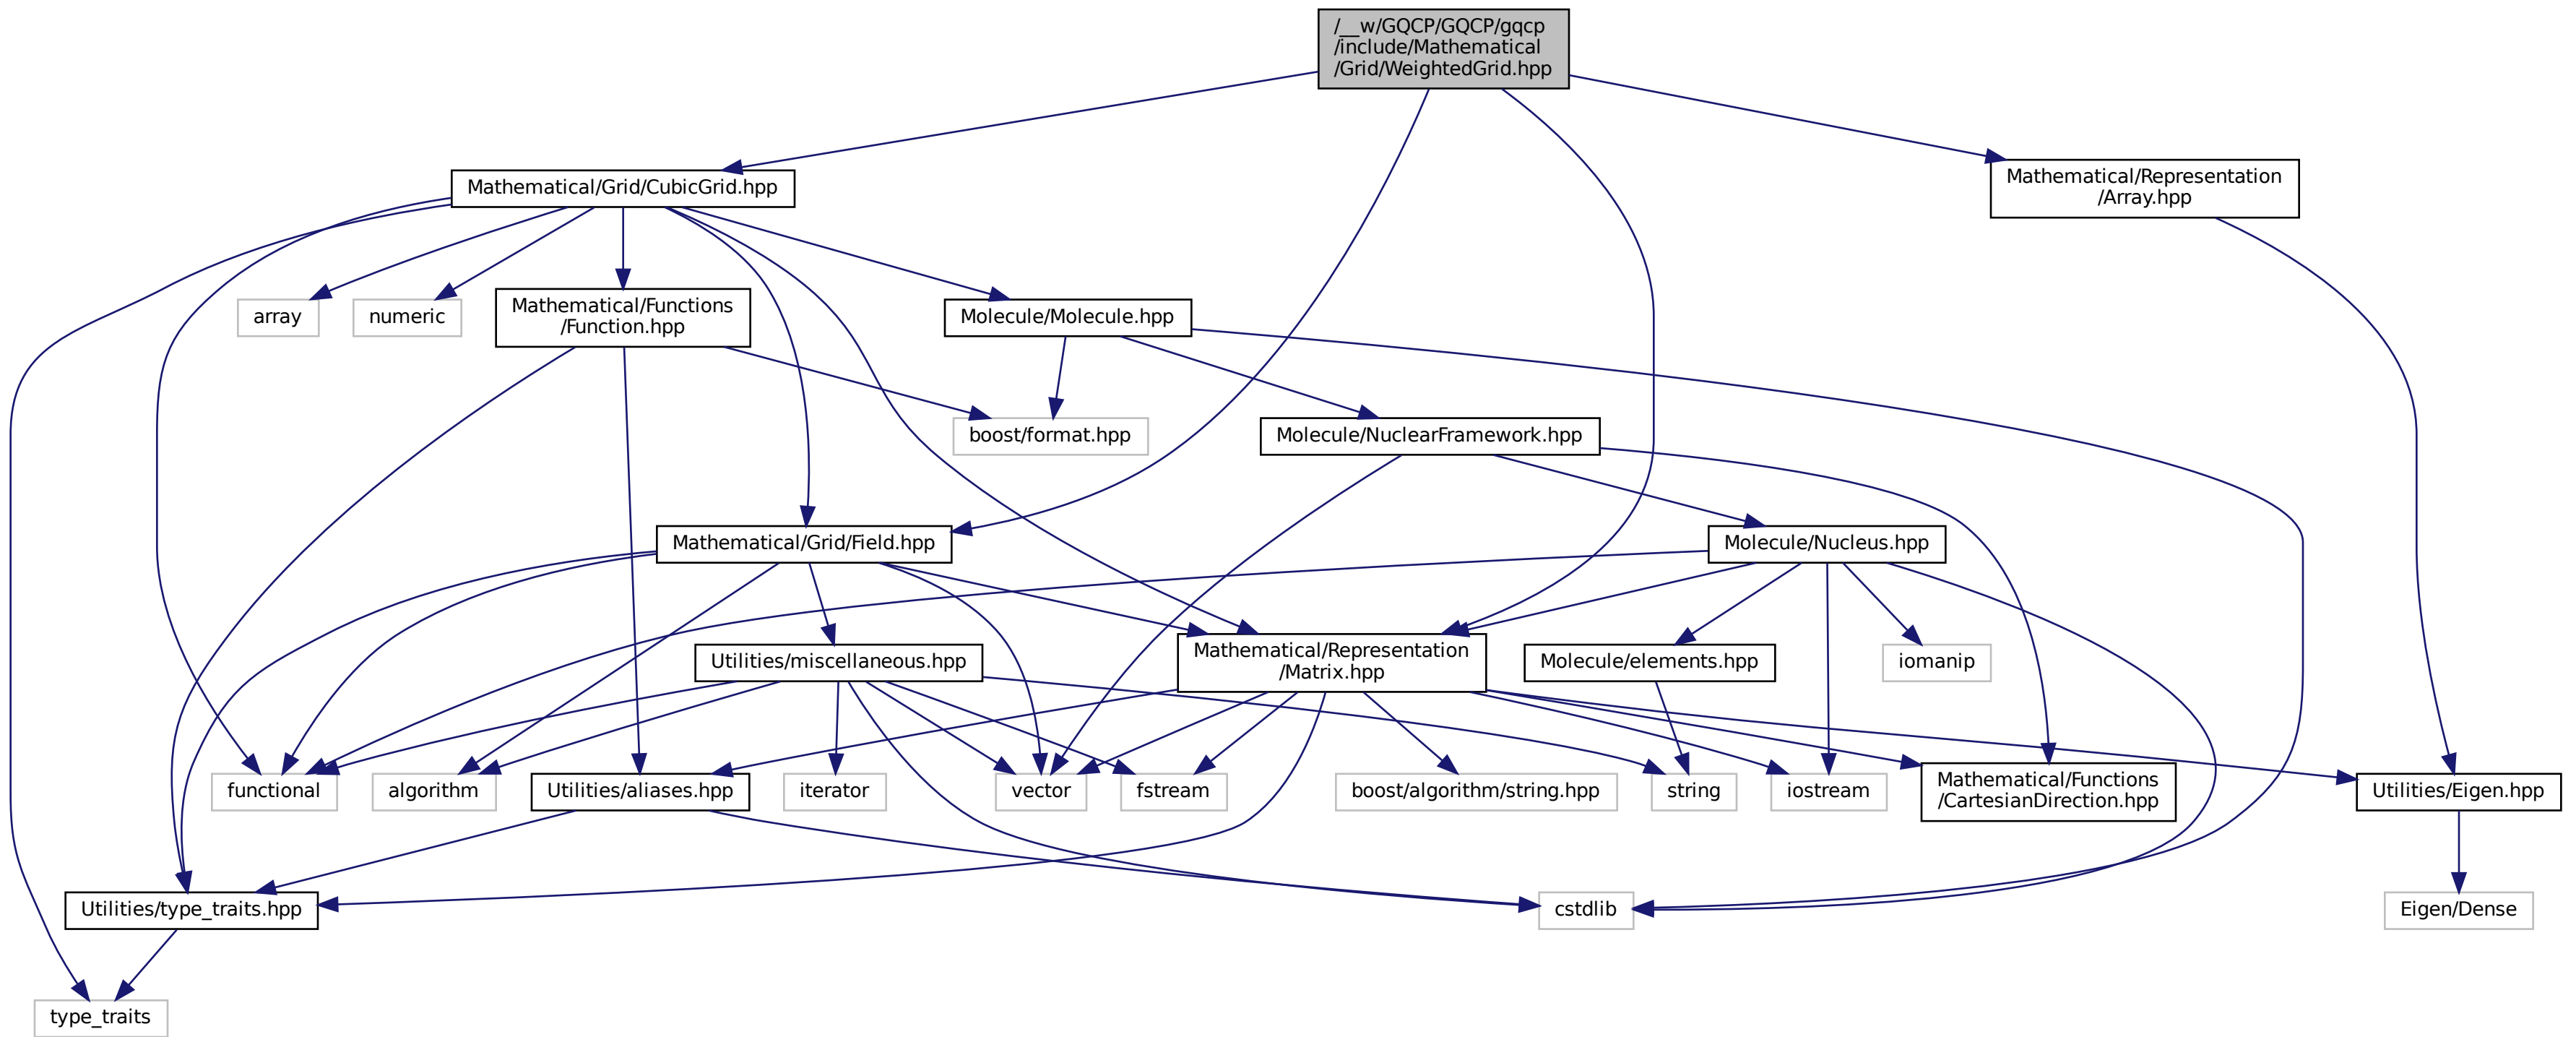 /__w/GQCP/GQCP/gqcp
/include/Mathematical
/Grid/WeightedGrid.hpp
Mathematical/Grid/CubicGrid.hpp
Mathematical/Representation
/Array.hpp
array
numeric
Mathematical/Functions
/Function.hpp
Molecule/Molecule.hpp
boost/format.hpp
Molecule/NuclearFramework.hpp
Mathematical/Grid/Field.hpp
Molecule/Nucleus.hpp
Utilities/miscellaneous.hpp
Mathematical/Representation
/Matrix.hpp
Molecule/elements.hpp
iomanip
functional
algorithm
Utilities/aliases.hpp
iterator
vector
fstream
boost/algorithm/string.hpp
string
iostream
Mathematical/Functions
/CartesianDirection.hpp
Utilities/Eigen.hpp
Utilities/type_traits.hpp
cstdlib
Eigen/Dense
type_traits